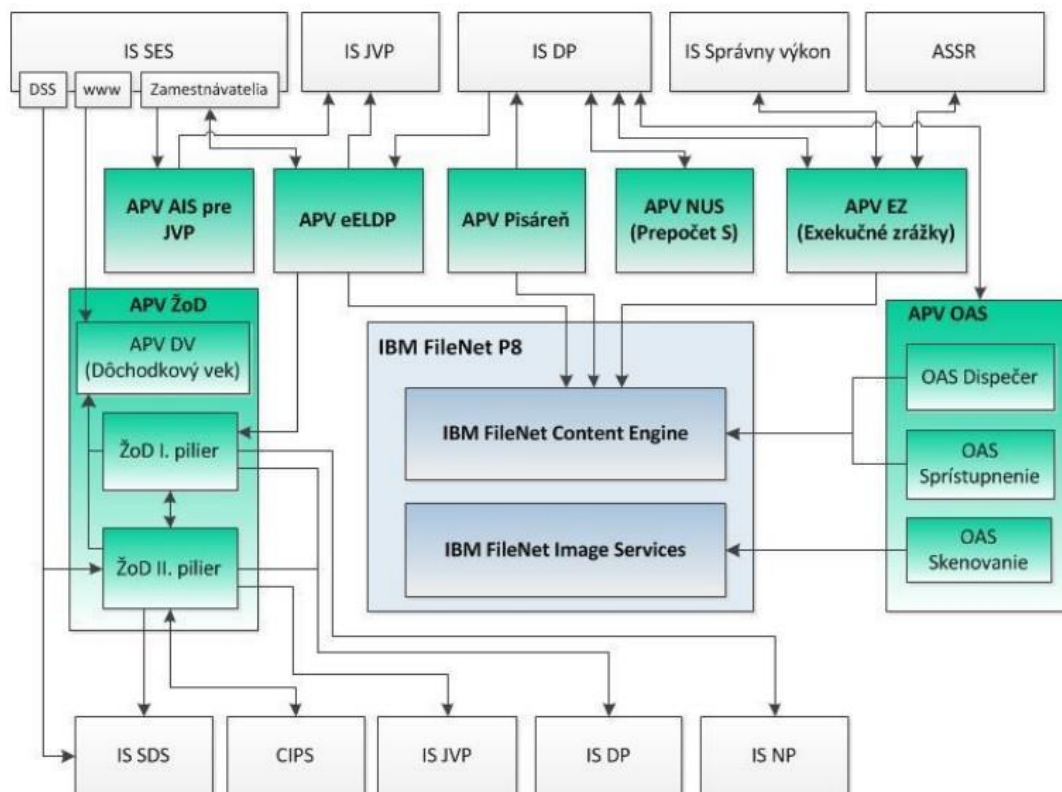 IS SES
DSS
www
Zamestnávatelia
IS JVP
IS DP
IS Správny výkon
ASSR
APV AIS pre
JVP
APV eELDP
APV Pisáreň
APV NUS
(Prepočet S)
APV EZ
(Exekučné zrážky)
APV ŽoD
APV DV
(Dôchodkový vek)
ŽoD I. pilier
ŽoD II. pilier
IBM FileNet P8
IBM FileNet Content Engine
IBM FileNet Image Services
APV OAS
OAS Dispečer
OAS
Sprístupnenie
OAS
Skenovanie
IS SDS
CIPS
IS JVP
IS DP
IS NP